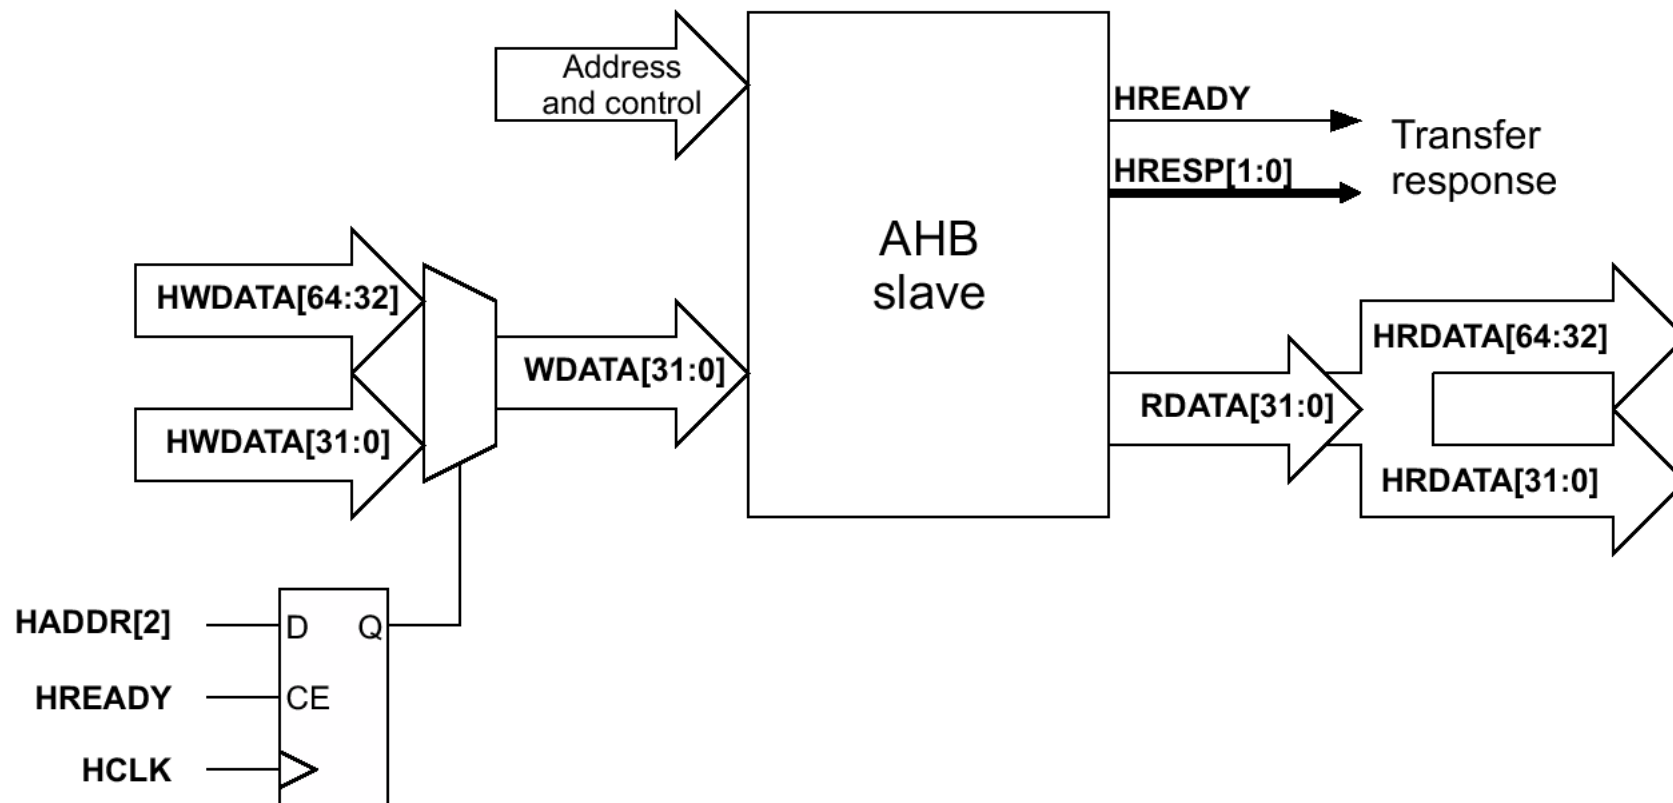 Address
and control
HREADY
HRESP[1:0]
Transfer
response
AHB
slave
HWDATA[64:32]
HWDATA[31:0]
WDATA[31:0]
RDATA[31:0]
HRDATA[64:32]
HRDATA[31:0]
HADDR[2]
D
Q
HREADY
CE
HCLK